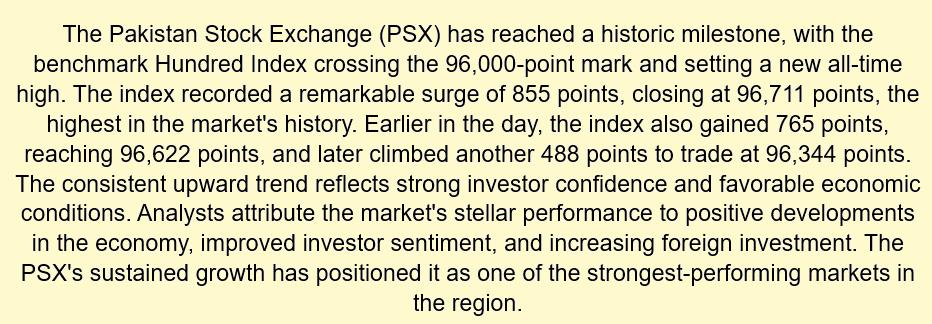 The Pakistan Stock Exchange (PSX) has reached a historic milestone, with the
benchmark Hundred Index crossing the 96,000-point mark and setting a new all-time
high. The index recorded a remarkable surge of 855 points, closing at 96,711 points, the
highest in the market's history. Earlier in the day, the index also gained 765 points,
reaching 96,622 points, and later climbed another 488 points to trade at 96,344 points.
The consistent upward trend reflects strong investor confidence and favorable economic
conditions. Analysts attribute the market's stellar performance to positive developments
in the economy, improved investor sentiment, and increasing foreign investment. The
PSX's sustained growth has positioned it as one of the strongest-performing markets in
the region.